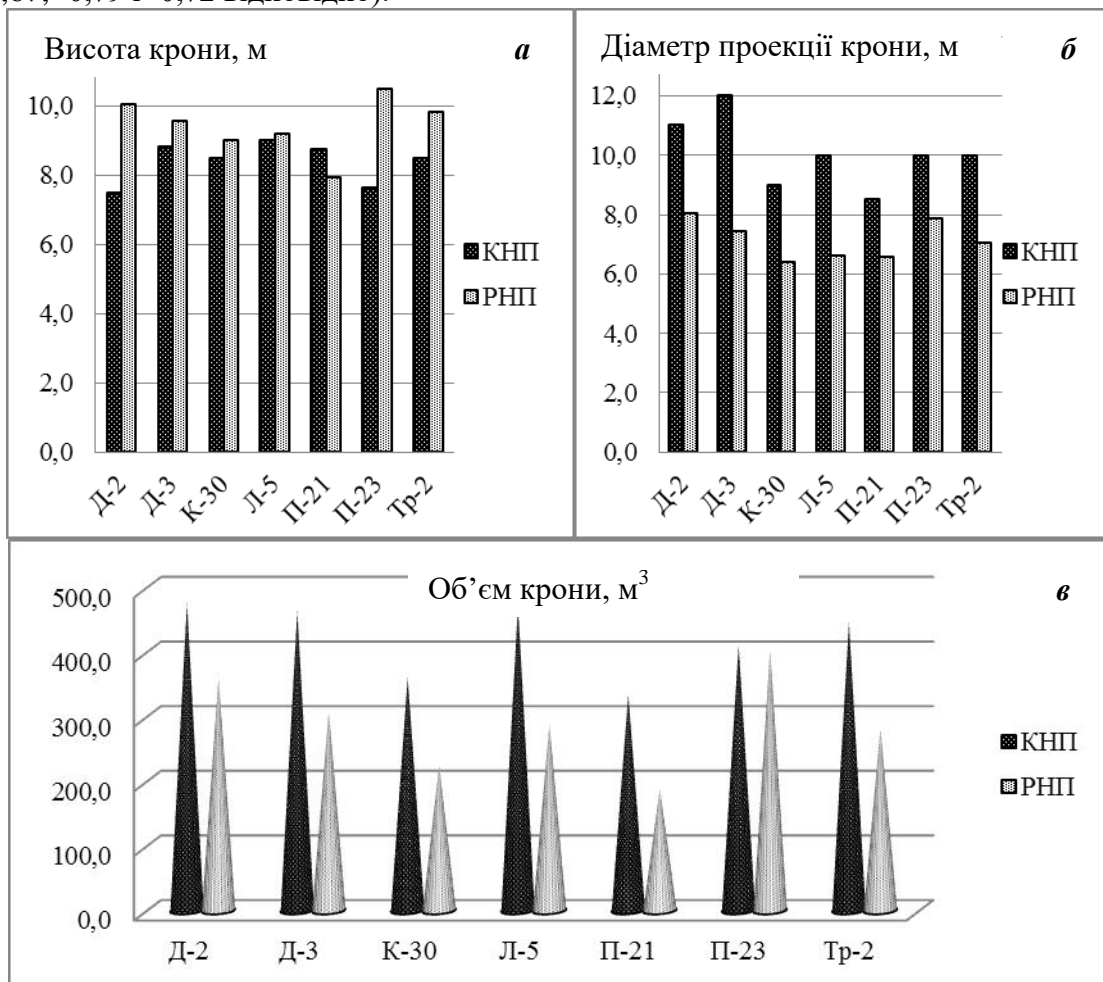 Висота крони, м а
10,0
8,0
6,0
4,0
2,0
0,0
Д-2 Д-3 К-30 Л-5 П-21 П-23 Тр-2
КНП
РНП
Діаметр проекції крони, м б
12,0
10,0
8,0
6,0
4,0
2,0
0,0
Д-2 Д-3 К-30 Л-5 П-21 П-23 Тр-2
КНП
РНП
Об’єм крони, м³ в
500,0
400,0
300,0
200,0
100,0
0,0
Д-2 Д-3 К-30 Л-5 П-21 П-23 Тр-2
КНП
РНП